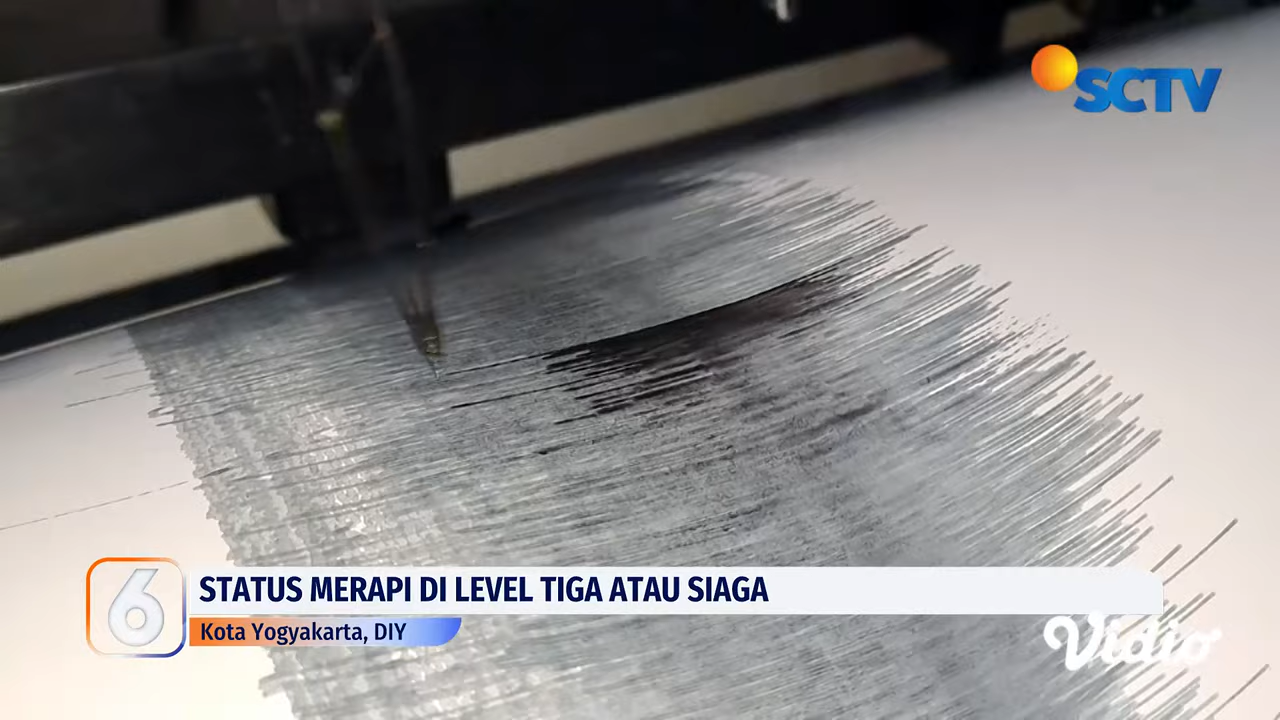 SCTV
6
STATUS MERAPI DI LEVEL TIGA ATAU SIAGA
Kota Yogyakarta, DIY
Vidio